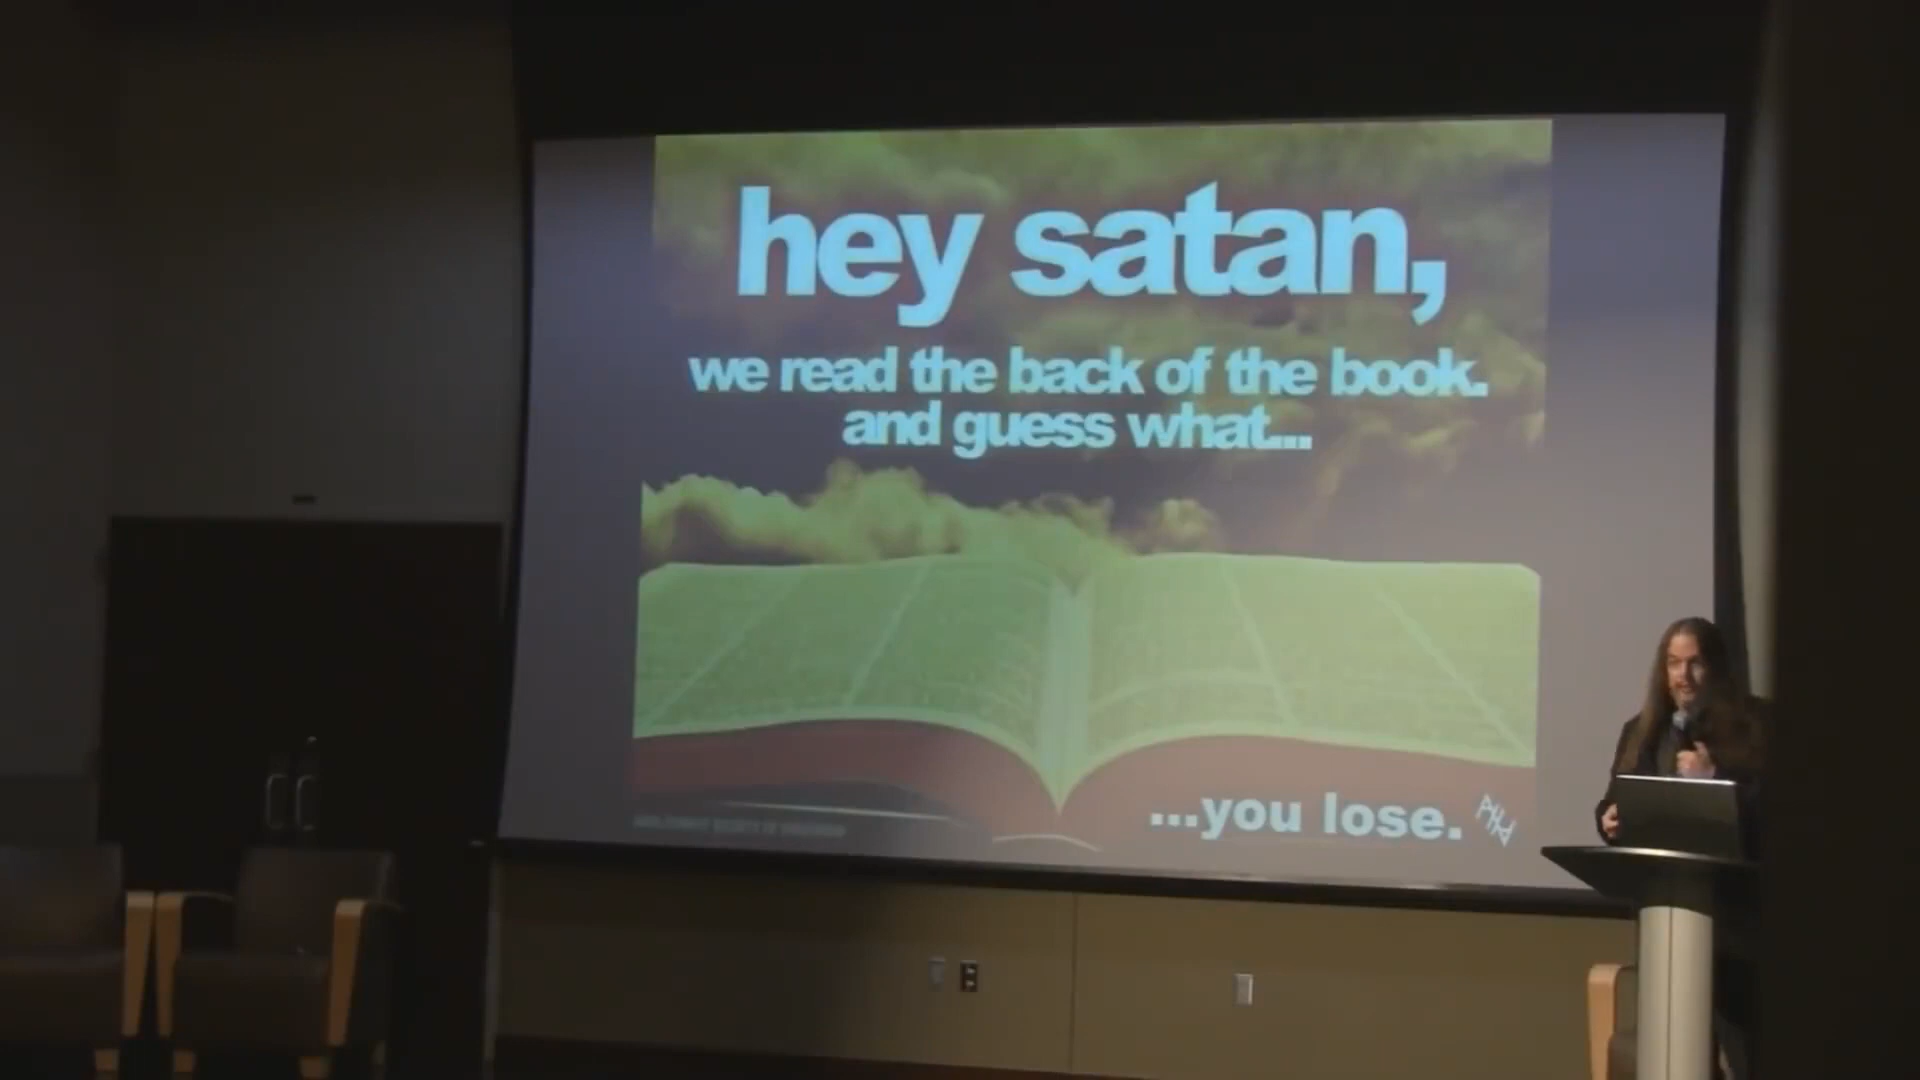 hey satan,
we read the back of the book.
and guess what...
...you lose.